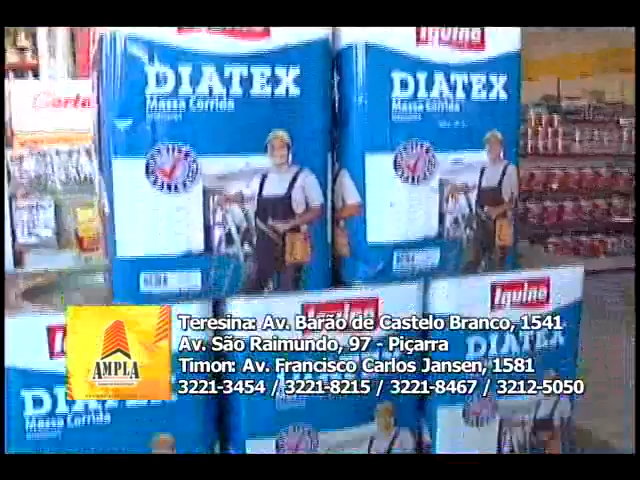 Iquine
Iquine
DIATEX
Massa Corrida
DIATEX
Massa Corrida
Iquine
Iquine
DIATEX
DIATEX
Massa Corrida
AMPLA
Teresina: Av. Barão de Castelo Branco, 1541
Av. São Raimundo, 97 - Piçarra
Timon: Av. Francisco Carlos Jansen, 1581
3221-3454 / 3221-8215 / 3221-8467 / 3212-5050